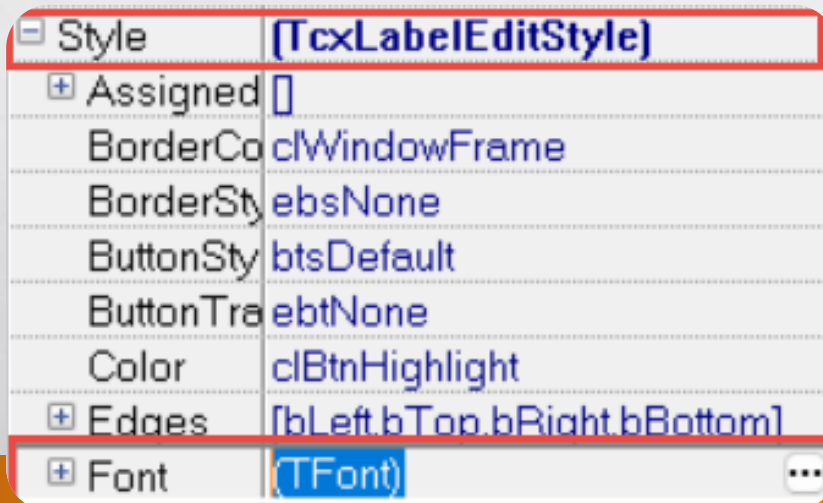 Style (TcxLabelEditStyle)
Assigned []
BorderCo clWindowFrame
BorderSty ebsNone
ButtonSty btsDefault
ButtonTra ebtNone
Color clBtnHighlight
Edges [bLeft,bTop,bRight,bBottom]
Font (TFont) ...